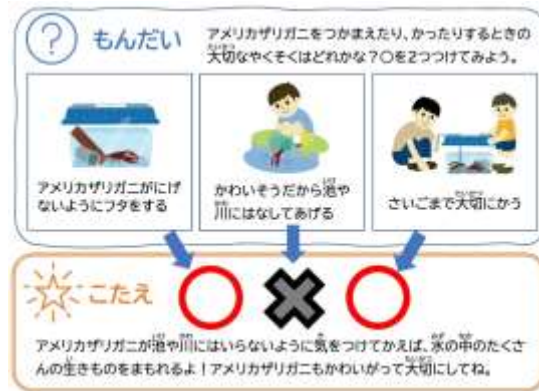 もんだい
アメリカザリガニをつかまえたり、かったりするときの
大切なやくそくはどれかな？○を2つつけてみよう。
アメリカザリガニがにげ
ないようにフタをする
かわいそうだから池や
川にはなしてあげる
さいごまで大切にかう
こたえ
アメリカザリガニが池や川にはいらないように気をつけてかえば、水の中のたくさ
んの生きものをまもれるよ！アメリカザリガニもかわいがって大切にしてね。